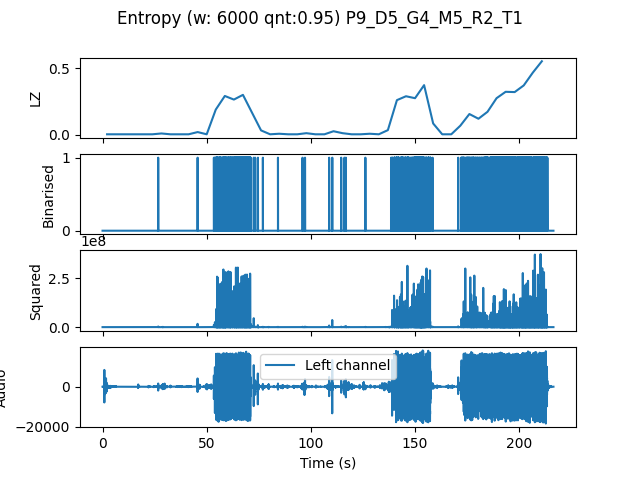 Entropy (w: 6000 qnt:0.95) P9_D5_G4_M5_R2_T1
0.5
0.0
LZ
1
0
Binarised
1e8
2.5
0.0
Squared
Left channel
0
−20000
Audio
0 50 100 150 200
Time (s)